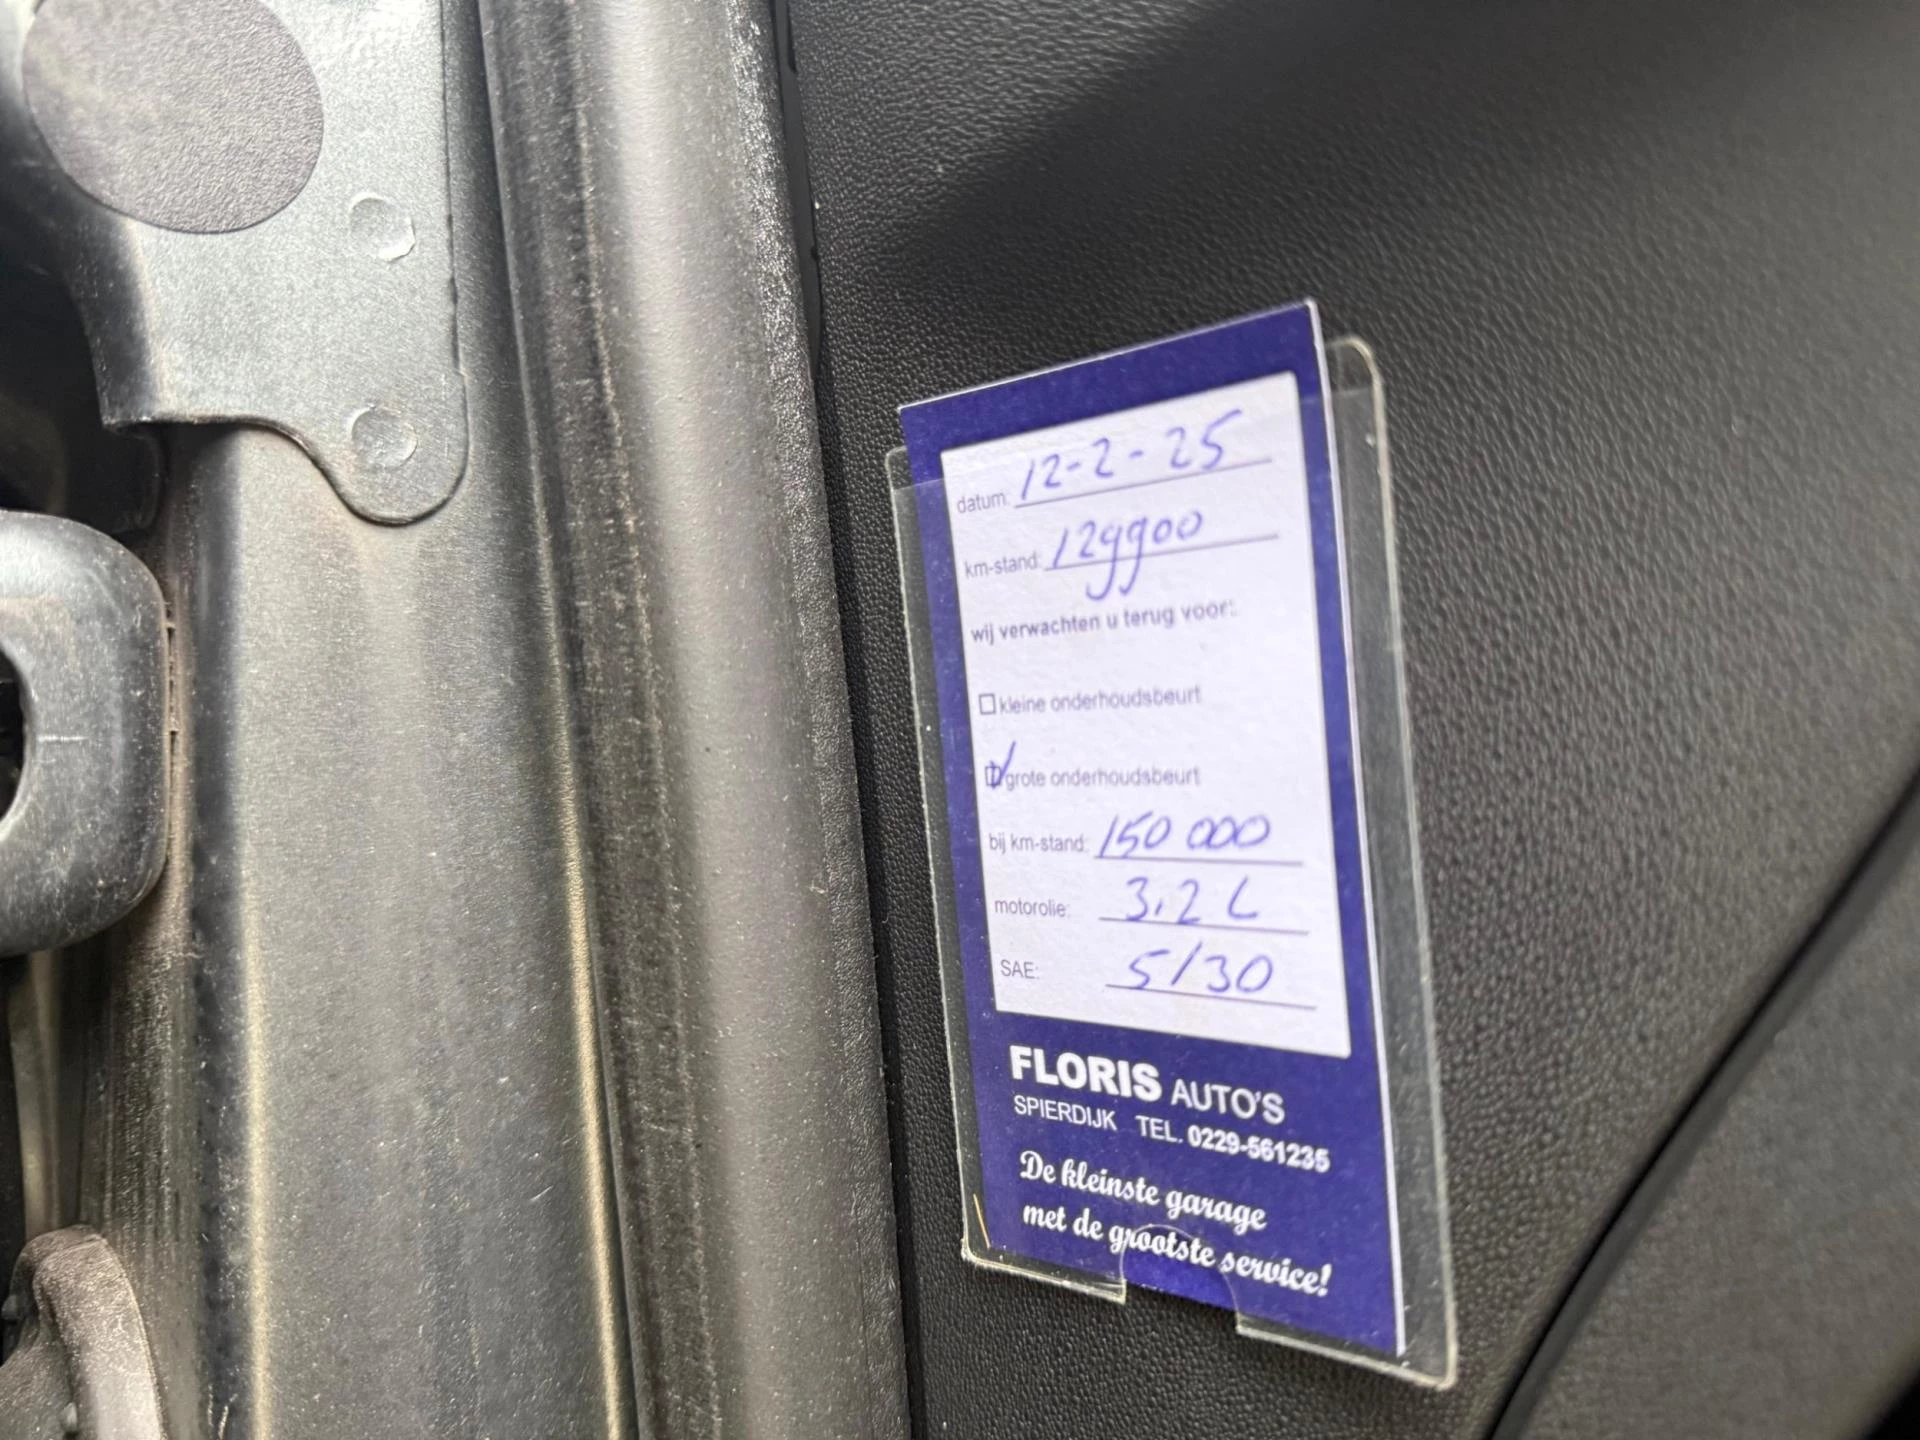 datum: 12-2-25
km-stand: 129900
wij verwachten u terug voor:
kleine onderhoudsbeurt
grote onderhoudsbeurt
bij km-stand: 150 000
motorolie: 3,2 L
SAE: 5/30
FLORIS AUTO'S
SPIERDIJK TEL. 0229-561235
De kleinste garage
met de grootste service!